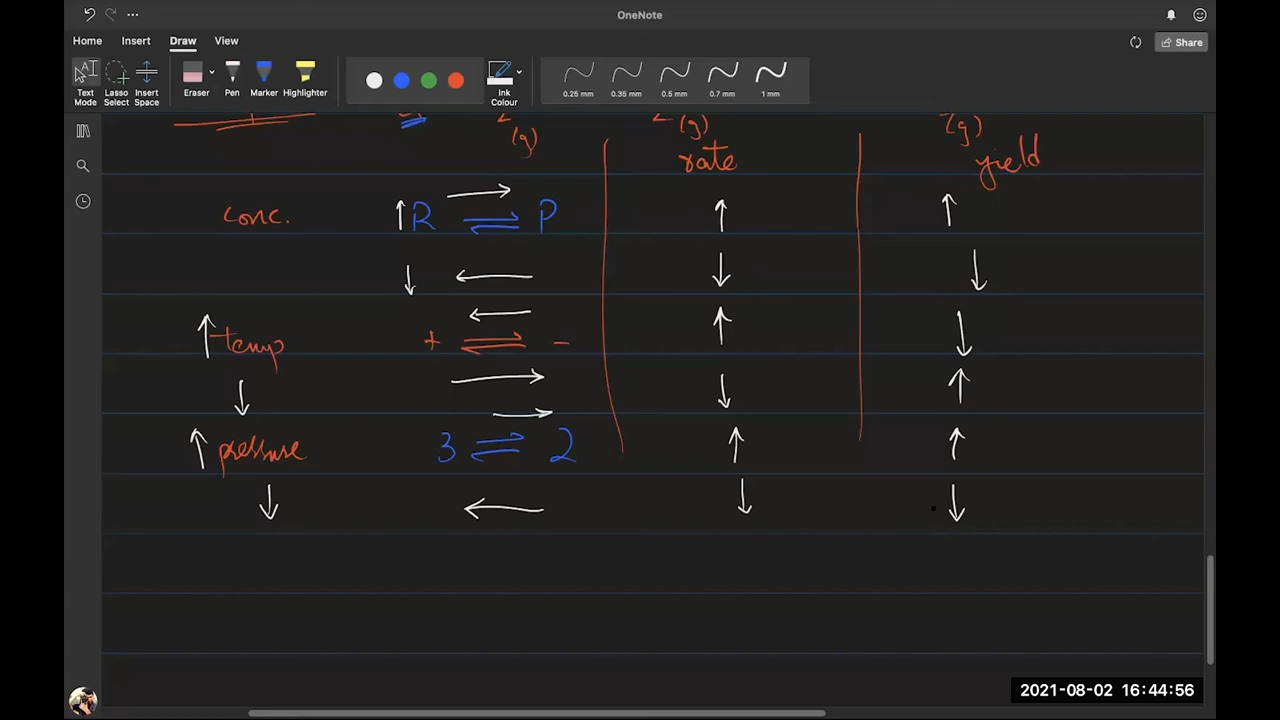 OneNote
Home Insert Draw View
Share
Text Mode
Lasso Select
Insert Space
Eraser
Pen
Marker
Highlighter
Ink Colour
0.25 mm 0.35 mm 0.5 mm 0.7 mm 1 mm
(g) (g) (g)
rate yield
conc. ↑R ⇌ P → ↑ ↑
↓ ← ↓ ↓
←
↑temp + ⇌ - ↑ ↓
↓ → ↓ ↑
→
↑pressure 3 ⇌ 2 ↑ ↑
↓ ← ↓ ↓
2021-08-02 16:44:56